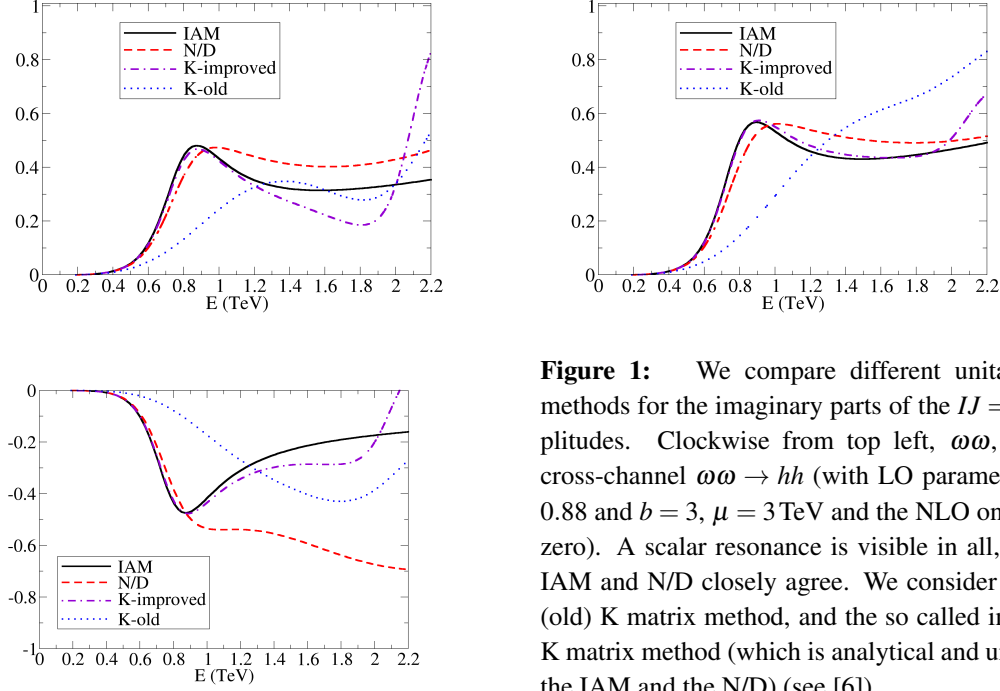 1
0.8
0.6
0.4
0.2
0
0 0.2 0.4 0.6 0.8 1 1.2 1.4 1.6 1.8 2 2.2
E (TeV)
IAM
N/D
K-improved
K-old
1
0.8
0.6
0.4
0.2
0
0 0.2 0.4 0.6 0.8 1 1.2 1.4 1.6 1.8 2 2.2
E (TeV)
IAM
N/D
K-improved
K-old
0
-0.2
-0.4
-0.6
-0.8
-1
0 0.2 0.4 0.6 0.8 1 1.2 1.4 1.6 1.8 2 2.2
E (TeV)
IAM
N/D
K-improved
K-old
Figure 1: We compare different unita
methods for the imaginary parts of the IJ =
plitudes. Clockwise from top left, ωω,
cross-channel ωω → hh (with LO parame
0.88 and b = 3, μ = 3 TeV and the NLO on
zero). A scalar resonance is visible in all,
IAM and N/D closely agree. We consider
(old) K matrix method, and the so called in
K matrix method (which is analytical and u
the IAM and the N/D) (see [6])